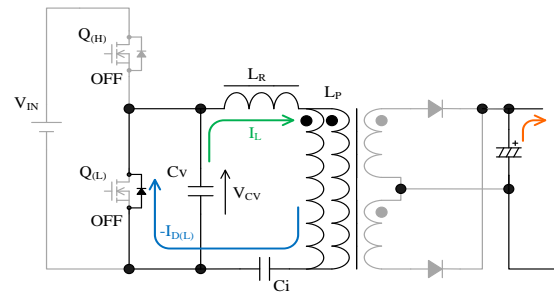 Q(H)
OFF
VIN
LR
LP
IL
Q(L)
OFF
Cv
VCV
-ID(L)
Ci
+